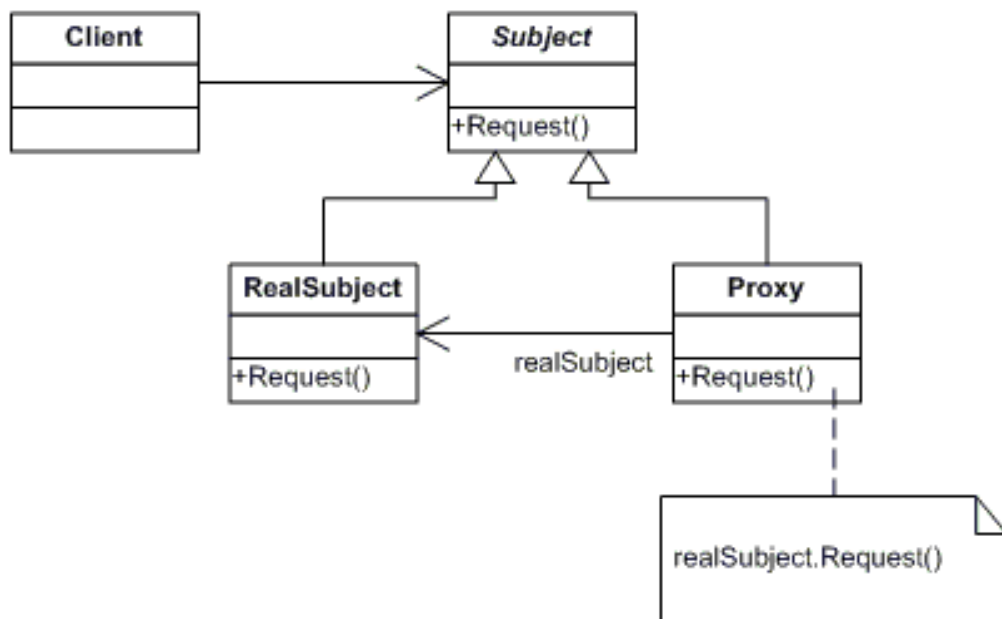 Client
Subject
+Request()
RealSubject
Proxy
realSubject
+Request()
+Request()
realSubject.Request()